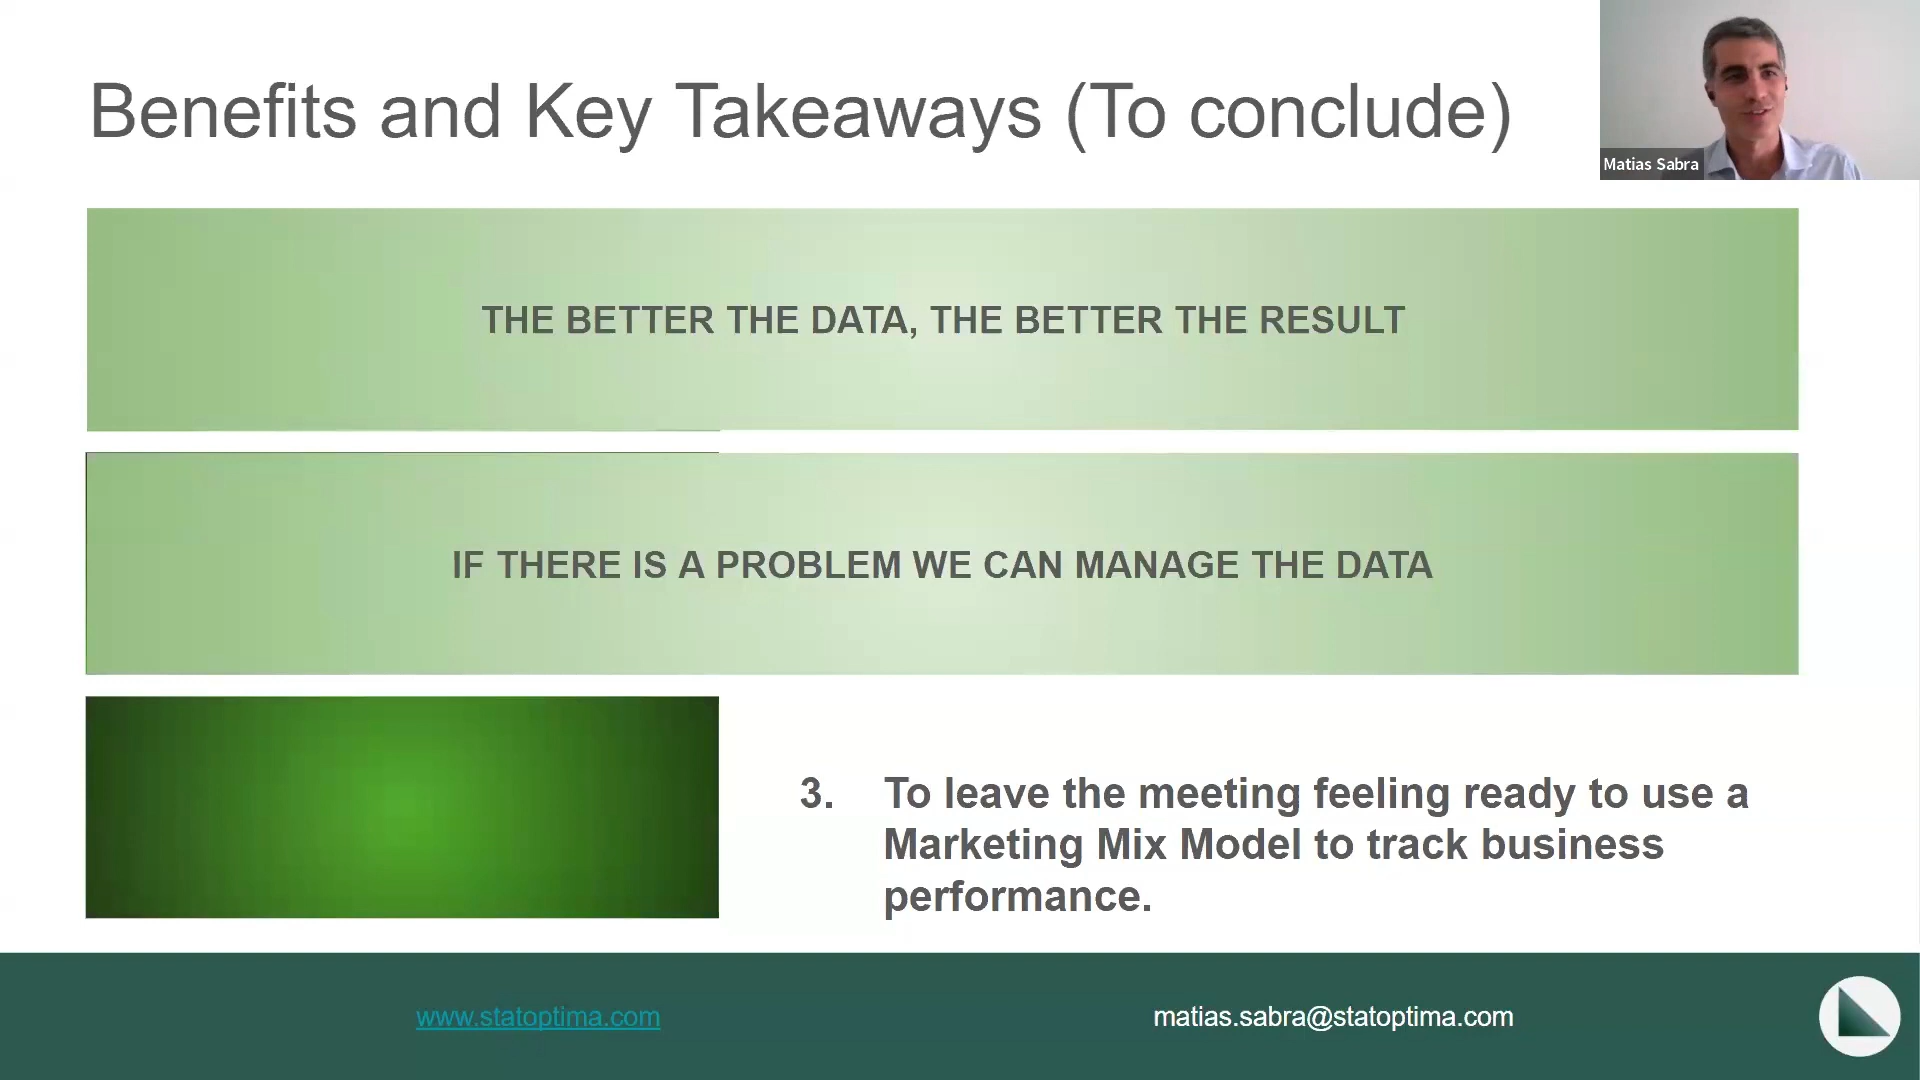 Benefits and Key Takeaways (To conclude)
Matias Sabra
THE BETTER THE DATA, THE BETTER THE RESULT
IF THERE IS A PROBLEM WE CAN MANAGE THE DATA
3. To leave the meeting feeling ready to use a
Marketing Mix Model to track business
performance.
www.statoptima.com
matias.sabra@statoptima.com